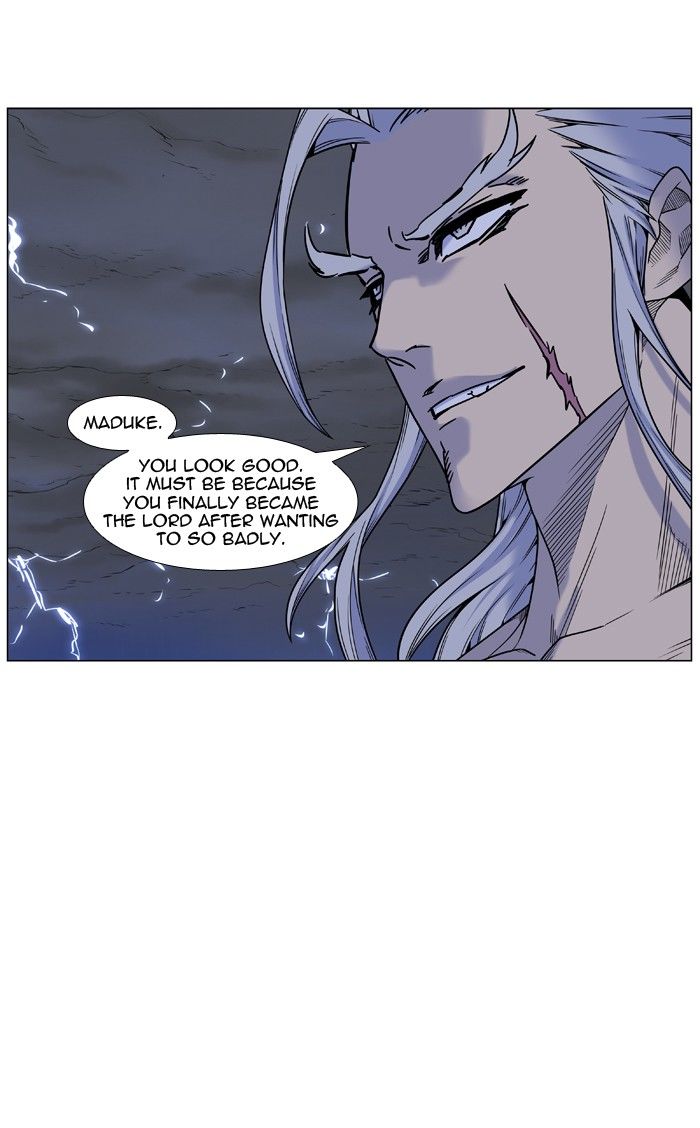 MADUKE.
YOU LOOK GOOD.
IT MUST BE BECAUSE
YOU FINALLY BECAME
THE LORD AFTER WANTING
TO SO BADLY.